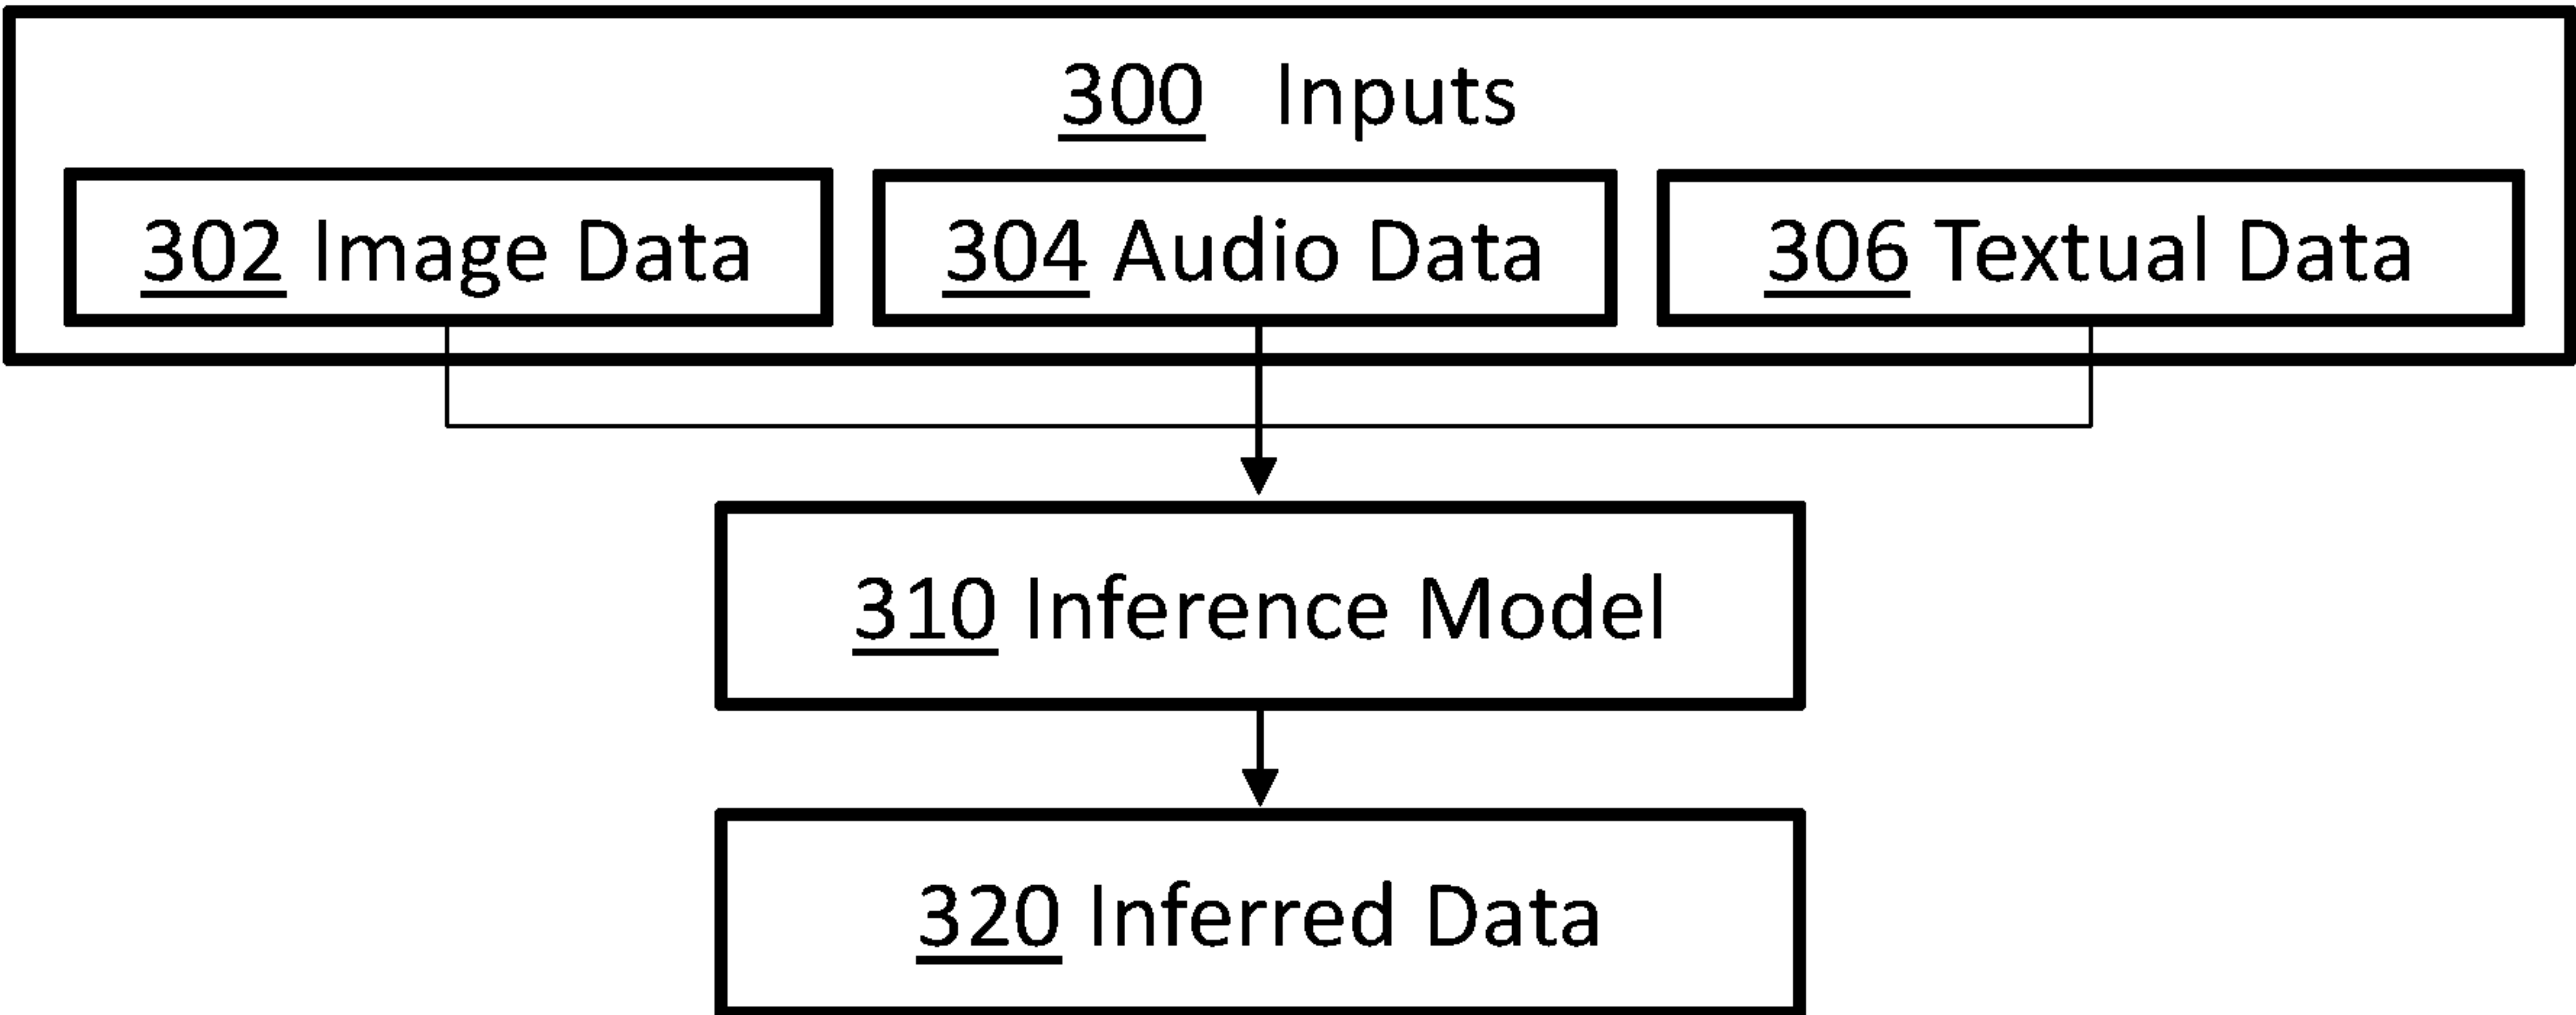 300 Inputs
302 Image Data
304 Audio Data
306 Textual Data
310 Inference Model
320 Inferred Data